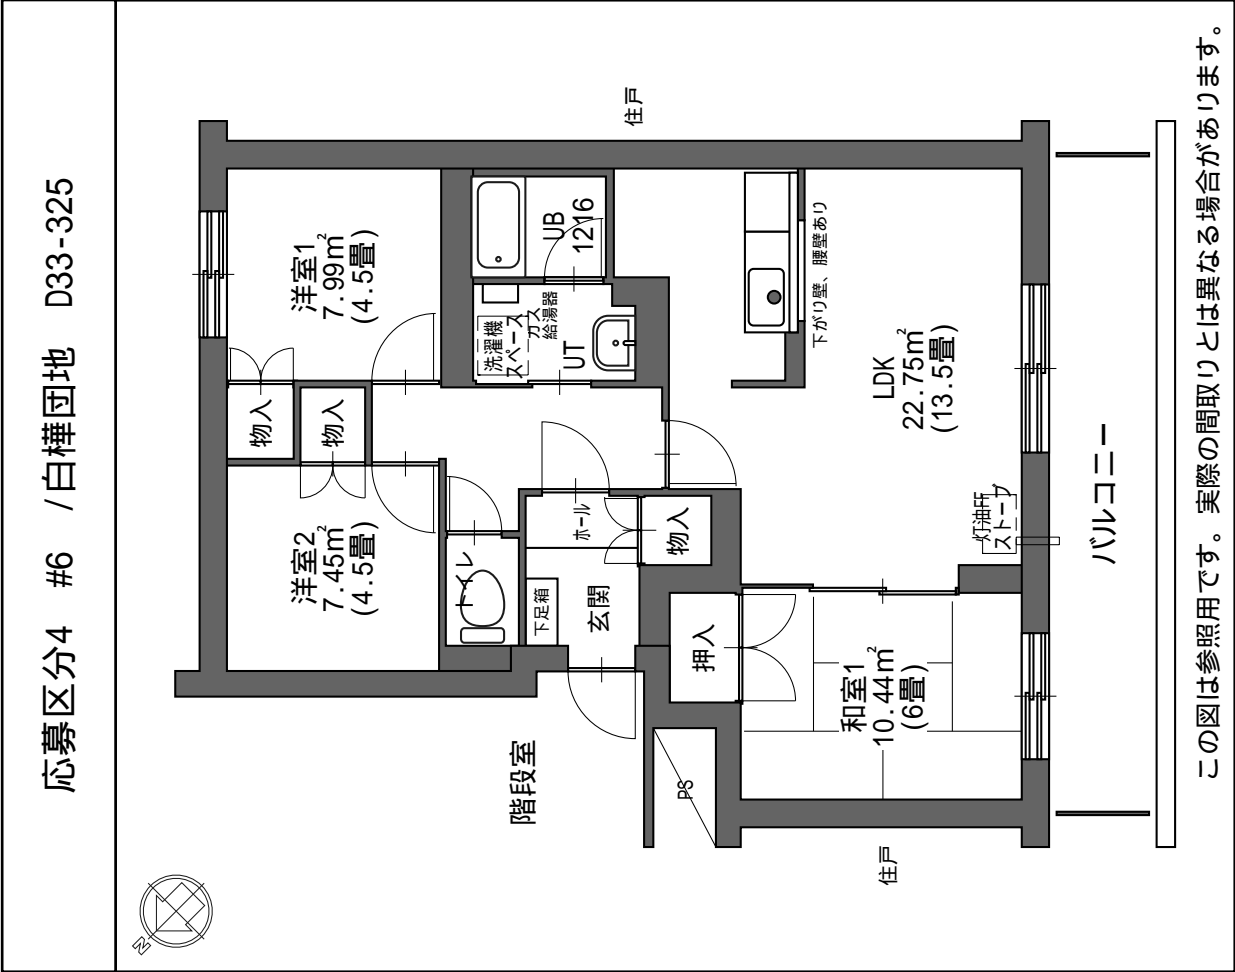 応募区分4　#6　/白樺団地　D33-325
洋室2
7.45㎡
(4.5畳)
物入
物入
洋室1
7.99㎡
(4.5畳)
トイレ
下足箱
玄関
ホール
物入
洗濯機
スペース
ガス
給湯器
UT
UB
1216
住戸
階段室
PS
押入
和室1
10.44㎡
(6畳)
LDK
22.75㎡
(13.5畳)
下がり壁、腰壁あり
灯油FF
ストーブ
住戸
バルコニー
N
この図は参照用です。実際の間取りとは異なる場合があります。